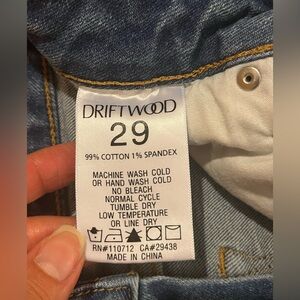 DRIFTWOOD
29
99% COTTON 1% SPANDEX
MACHINE WASH COLD
OR HAND WASH COLD
NO BLEACH
NORMAL CYCLE
TUMBLE DRY
LOW TEMPERATURE
OR LINE DRY
RN#110712 CA#29438
MADE IN CHINA